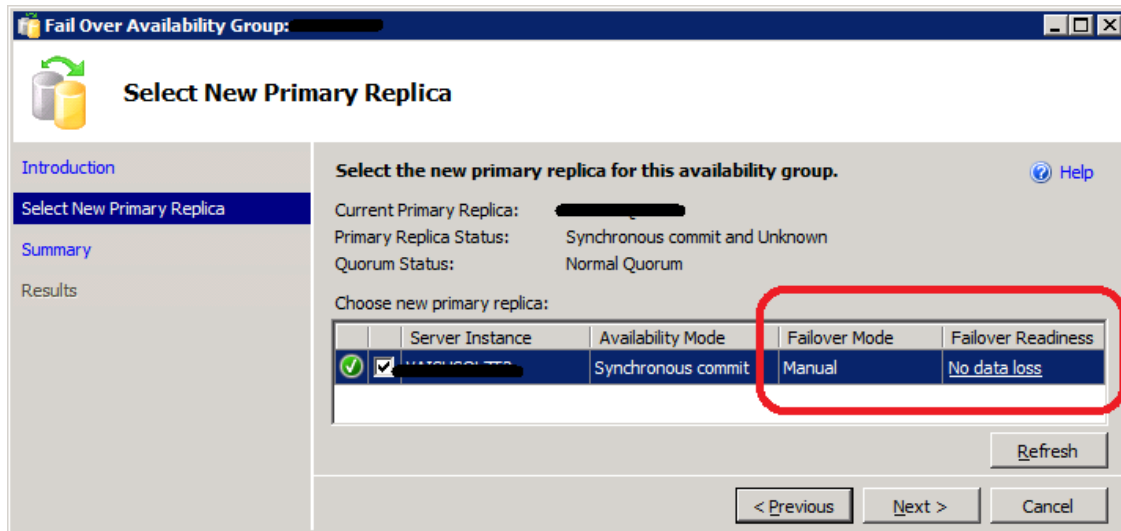 Fail Over Availability Group:
Select New Primary Replica
Introduction
Select New Primary Replica
Summary
Results
Select the new primary replica for this availability group.
Help
Current Primary Replica:
Primary Replica Status: Synchronous commit and Unknown
Quorum Status: Normal Quorum
Choose new primary replica:
Server Instance Availability Mode Failover Mode Failover Readiness
Synchronous commit Manual No data loss
Refresh
< Previous Next > Cancel